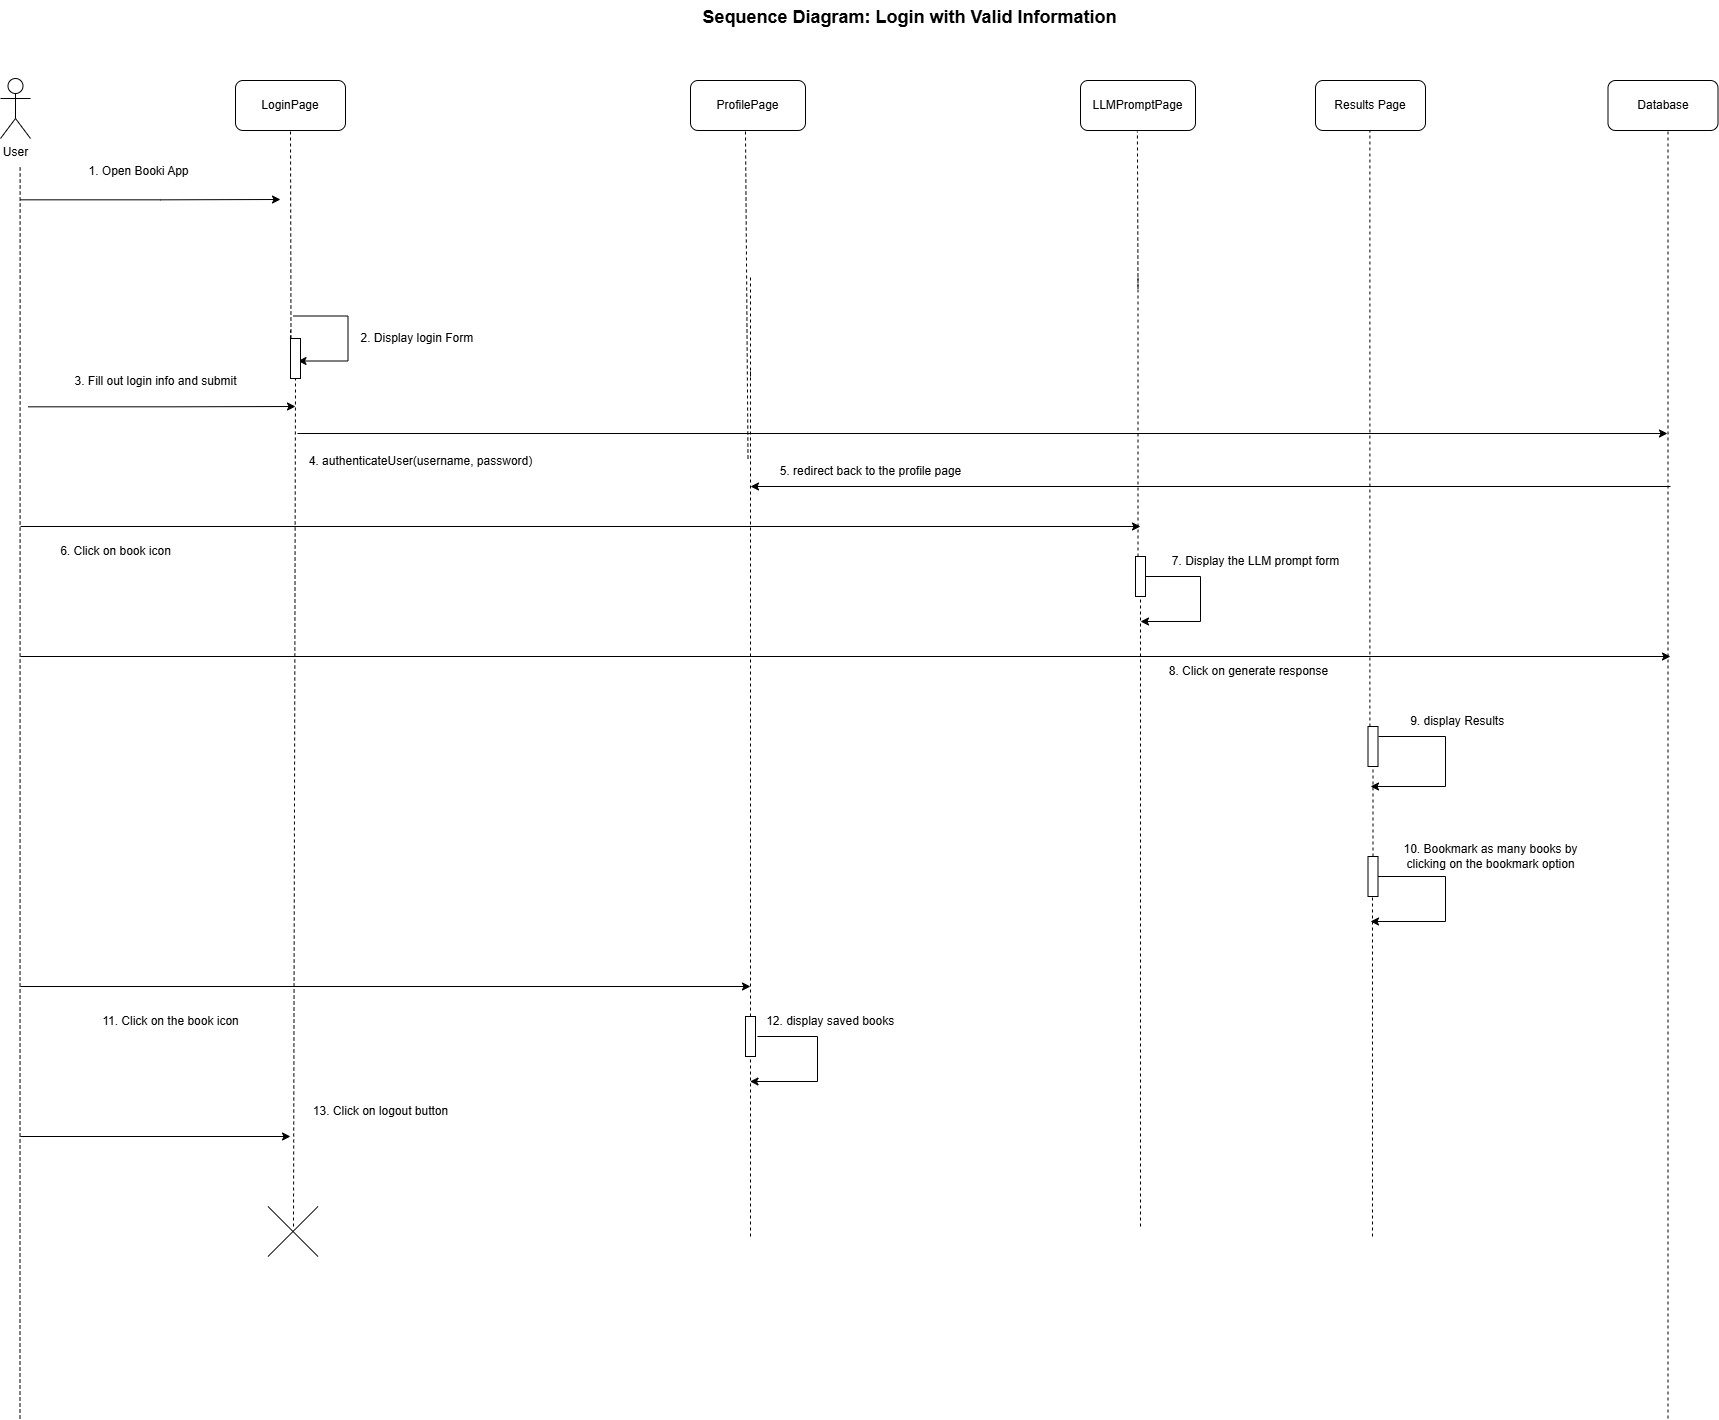 Sequence Diagram: Login with Valid Information
User
LoginPage
ProfilePage
LLMPromptPage
Results Page
Database
1. Open Booki App
2. Display login Form
3. Fill out login info and submit
4. authenticateUser(username, password)
5. redirect back to the profile page
6. Click on book icon
7. Display the LLM prompt form
8. Click on generate response
9. display Results
10. Bookmark as many books by
clicking on the bookmark option
11. Click on the book icon
12. display saved books
13. Click on logout button